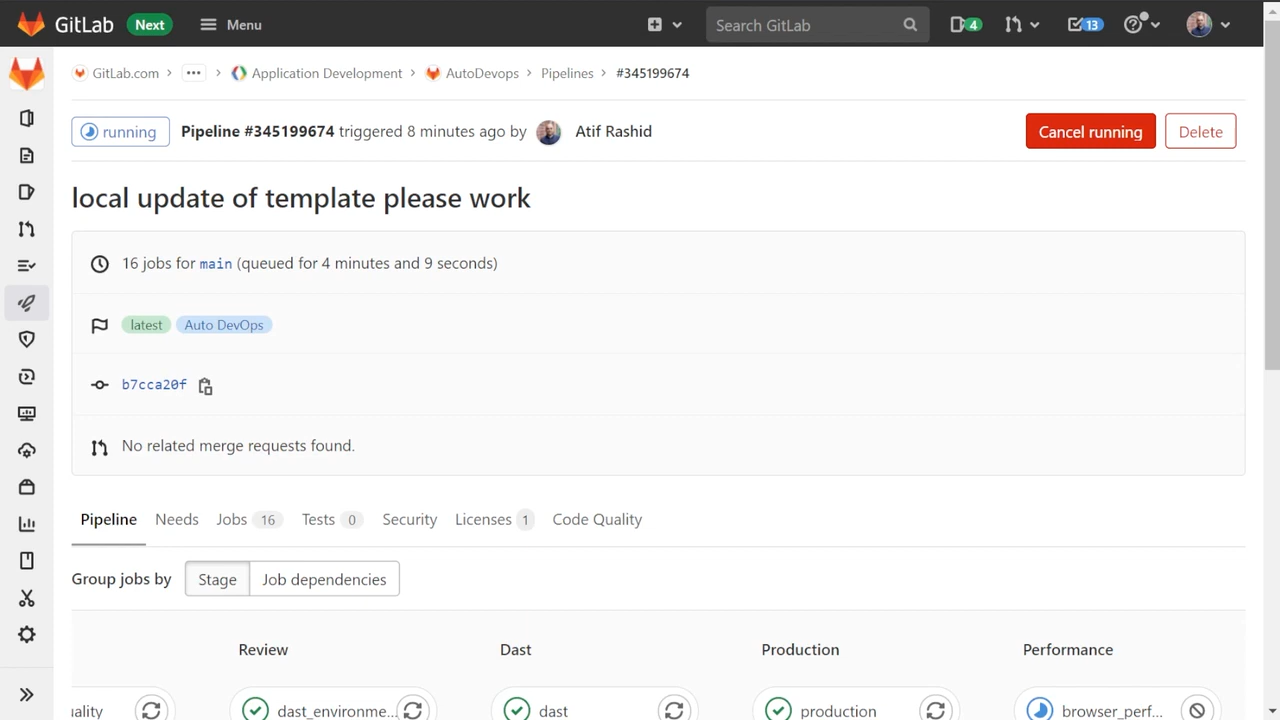 GitLab Next Menu Search GitLab 4 13
GitLab.com Application Development AutoDevops Pipelines #345199674
running Pipeline #345199674 triggered 8 minutes ago by Atif Rashid Cancel running Delete
local update of template please work
16 jobs for main (queued for 4 minutes and 9 seconds)
latest Auto DevOps
b7cca20f
No related merge requests found.
Pipeline Needs Jobs 16 Tests 0 Security Licenses 1 Code Quality
Group jobs by Stage Job dependencies
Review Dast Production Performance
uality dast_environme... dast production browser_perf...